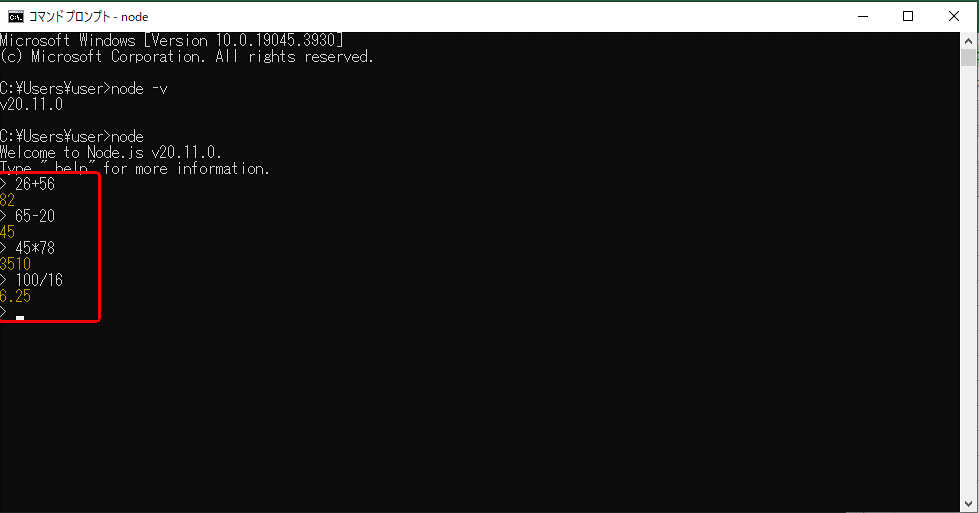 コマンドプロンプト - node
Microsoft Windows [Version 10.0.19045.3930]
(c) Microsoft Corporation. All rights reserved.
C:¥Users¥user>node -v
v20.11.0
C:¥Users¥user>node
Welcome to Node.js v20.11.0.
Type ".help" for more information.
> 26+56
82
> 65-20
45
> 45*78
3510
> 100/16
6.25
>